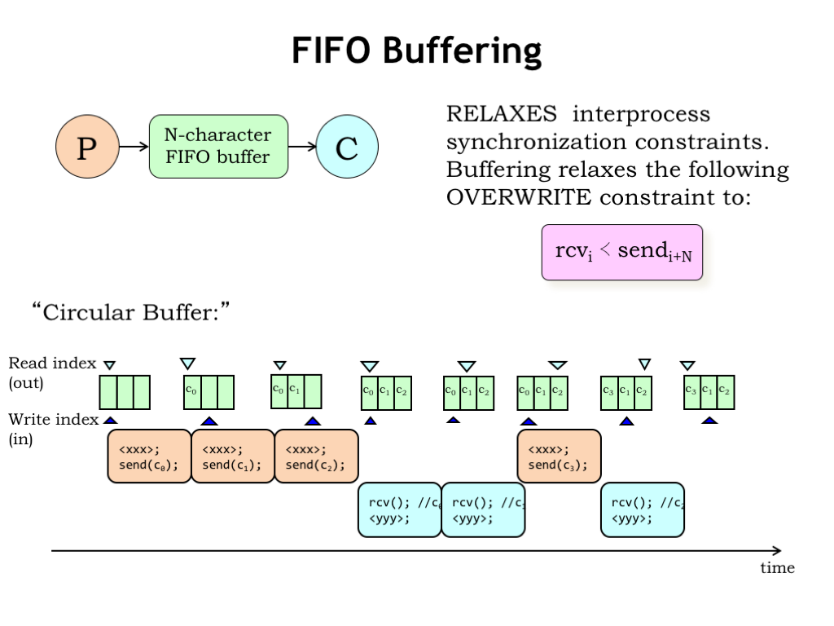 FIFO Buffering
P
N-character
FIFO buffer
C
RELAXES interprocess
synchronization constraints.
Buffering relaxes the following
OVERWRITE constraint to:
rcvᵢ < sendᵢ₊N
“Circular Buffer:”
Read index
(out)
c₀
c₀ c₁
c₀ c₁ c₂
c₀ c₁ c₂
c₀ c₁ c₂
c₃ c₁ c₂
c₃ c₁ c₂
Write index
(in)
<xxx>;
send(c₀);
<xxx>;
send(c₁);
<xxx>;
send(c₂);
<xxx>;
send(c₃);
rcv(); //c
<yyy>;
rcv(); //c
<yyy>;
rcv(); //c
<yyy>;
time